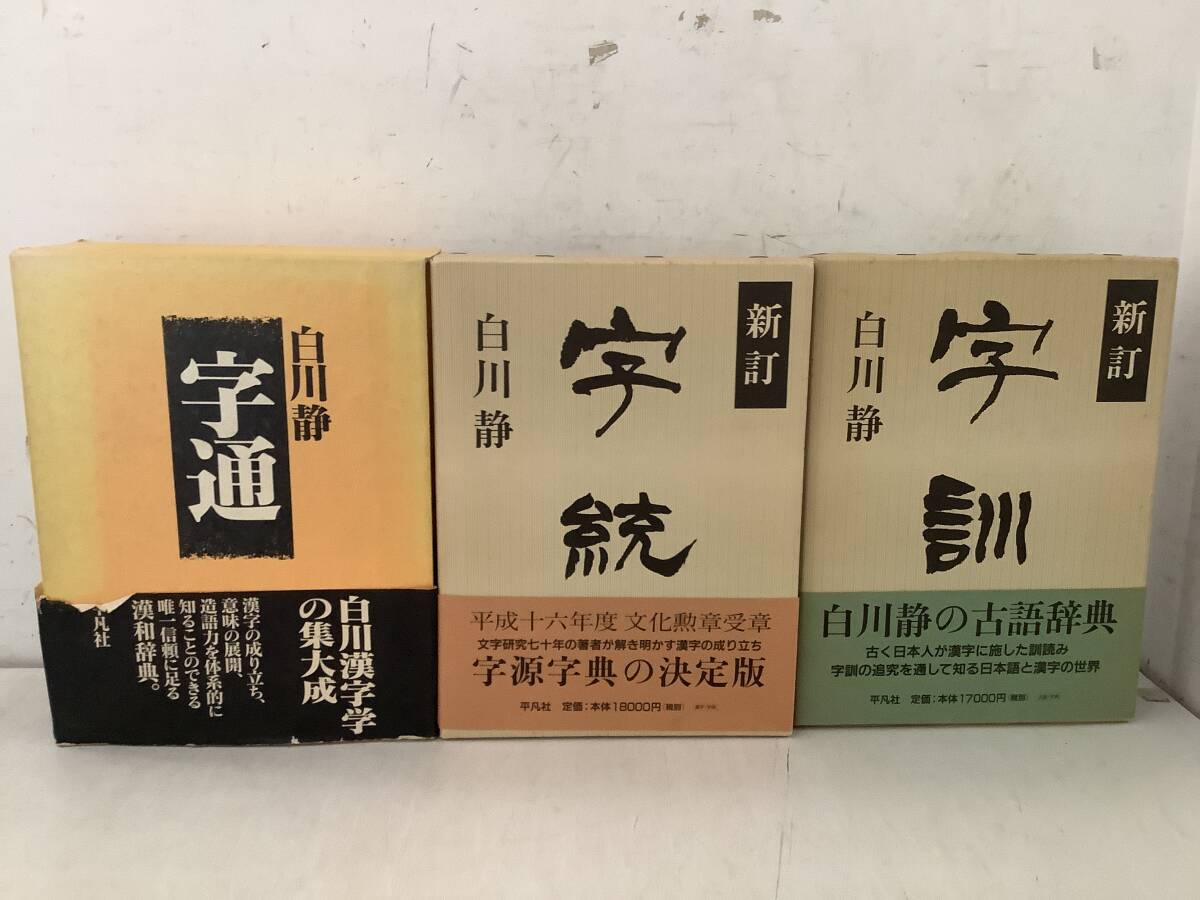 白川静
字通
白川漢字学
の集大成
漢字の成り立ち、
意味の展開、
造語力を体系的に
知ることのできる
唯一信頼に足る
漢和辞典。
凡社
新訂
字統
白川静
平成十六年度 文化勲章受章
文字研究七十年の著者が解き明かす漢字の成り立ち
字源字典の決定版
平凡社 定価:本体18000円(税別)
新訂
字訓
白川静
白川静の古語辞典
古く日本人が漢字に施した訓読み
字訓の追究を通して知る日本語と漢字の世界
平凡社 定価:本体17000円(税別)